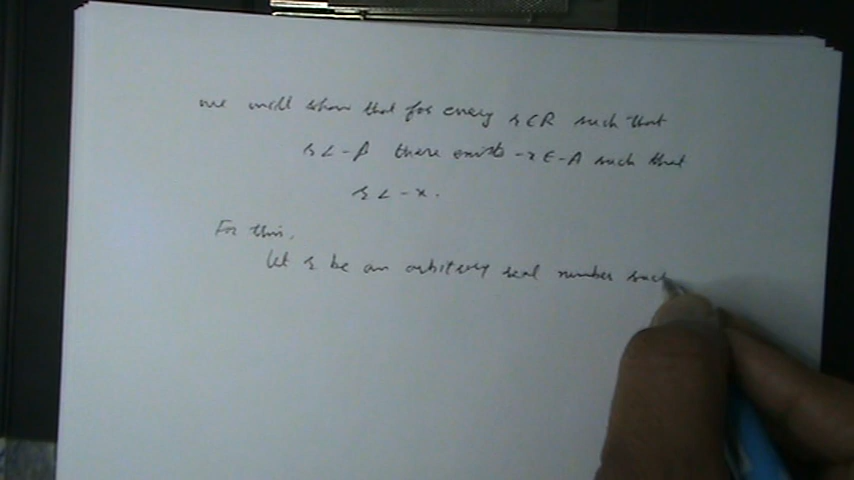 we will show that for every s ∈ R such that
s < -β there exists -x ∈ -A such that
s < -x.
For this,
let s be an arbitrary real number such